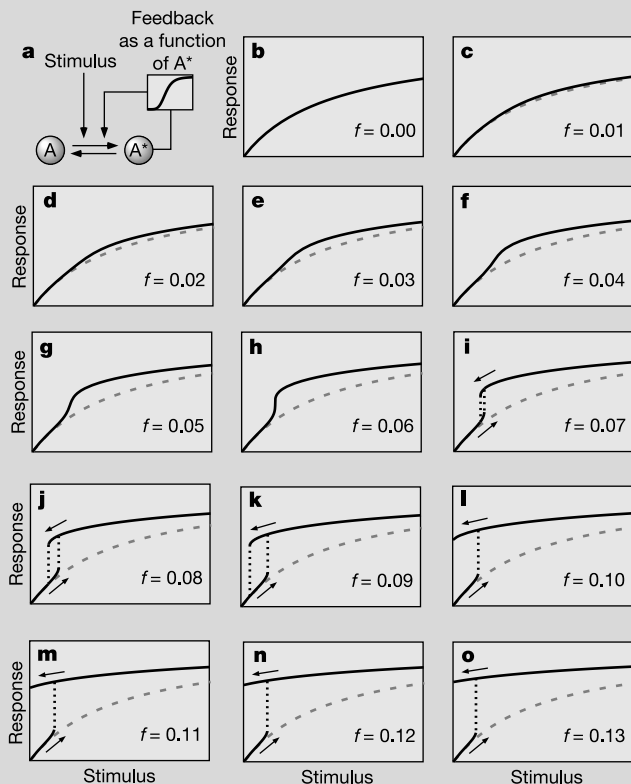 Feedback
as a function
of A*
a
Stimulus
A
A*
b
Response
f = 0.00
c
f = 0.01
d
Response
f = 0.02
e
f = 0.03
f
f = 0.04
g
Response
f = 0.05
h
f = 0.06
i
f = 0.07
j
Response
f = 0.08
k
f = 0.09
l
f = 0.10
m
Response
f = 0.11
n
f = 0.12
o
f = 0.13
Stimulus
Stimulus